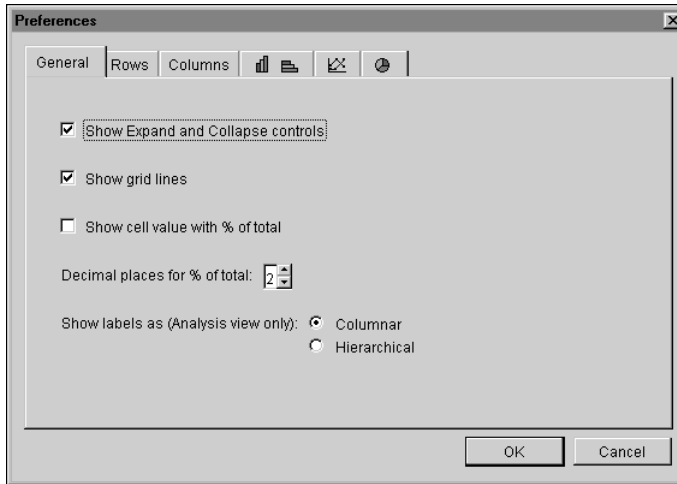 Preferences
General Rows Columns
Show Expand and Collapse controls
Show grid lines
Show cell value with % of total
Decimal places for % of total: 2
Show labels as (Analysis view only): Columnar
Hierarchical
OK Cancel